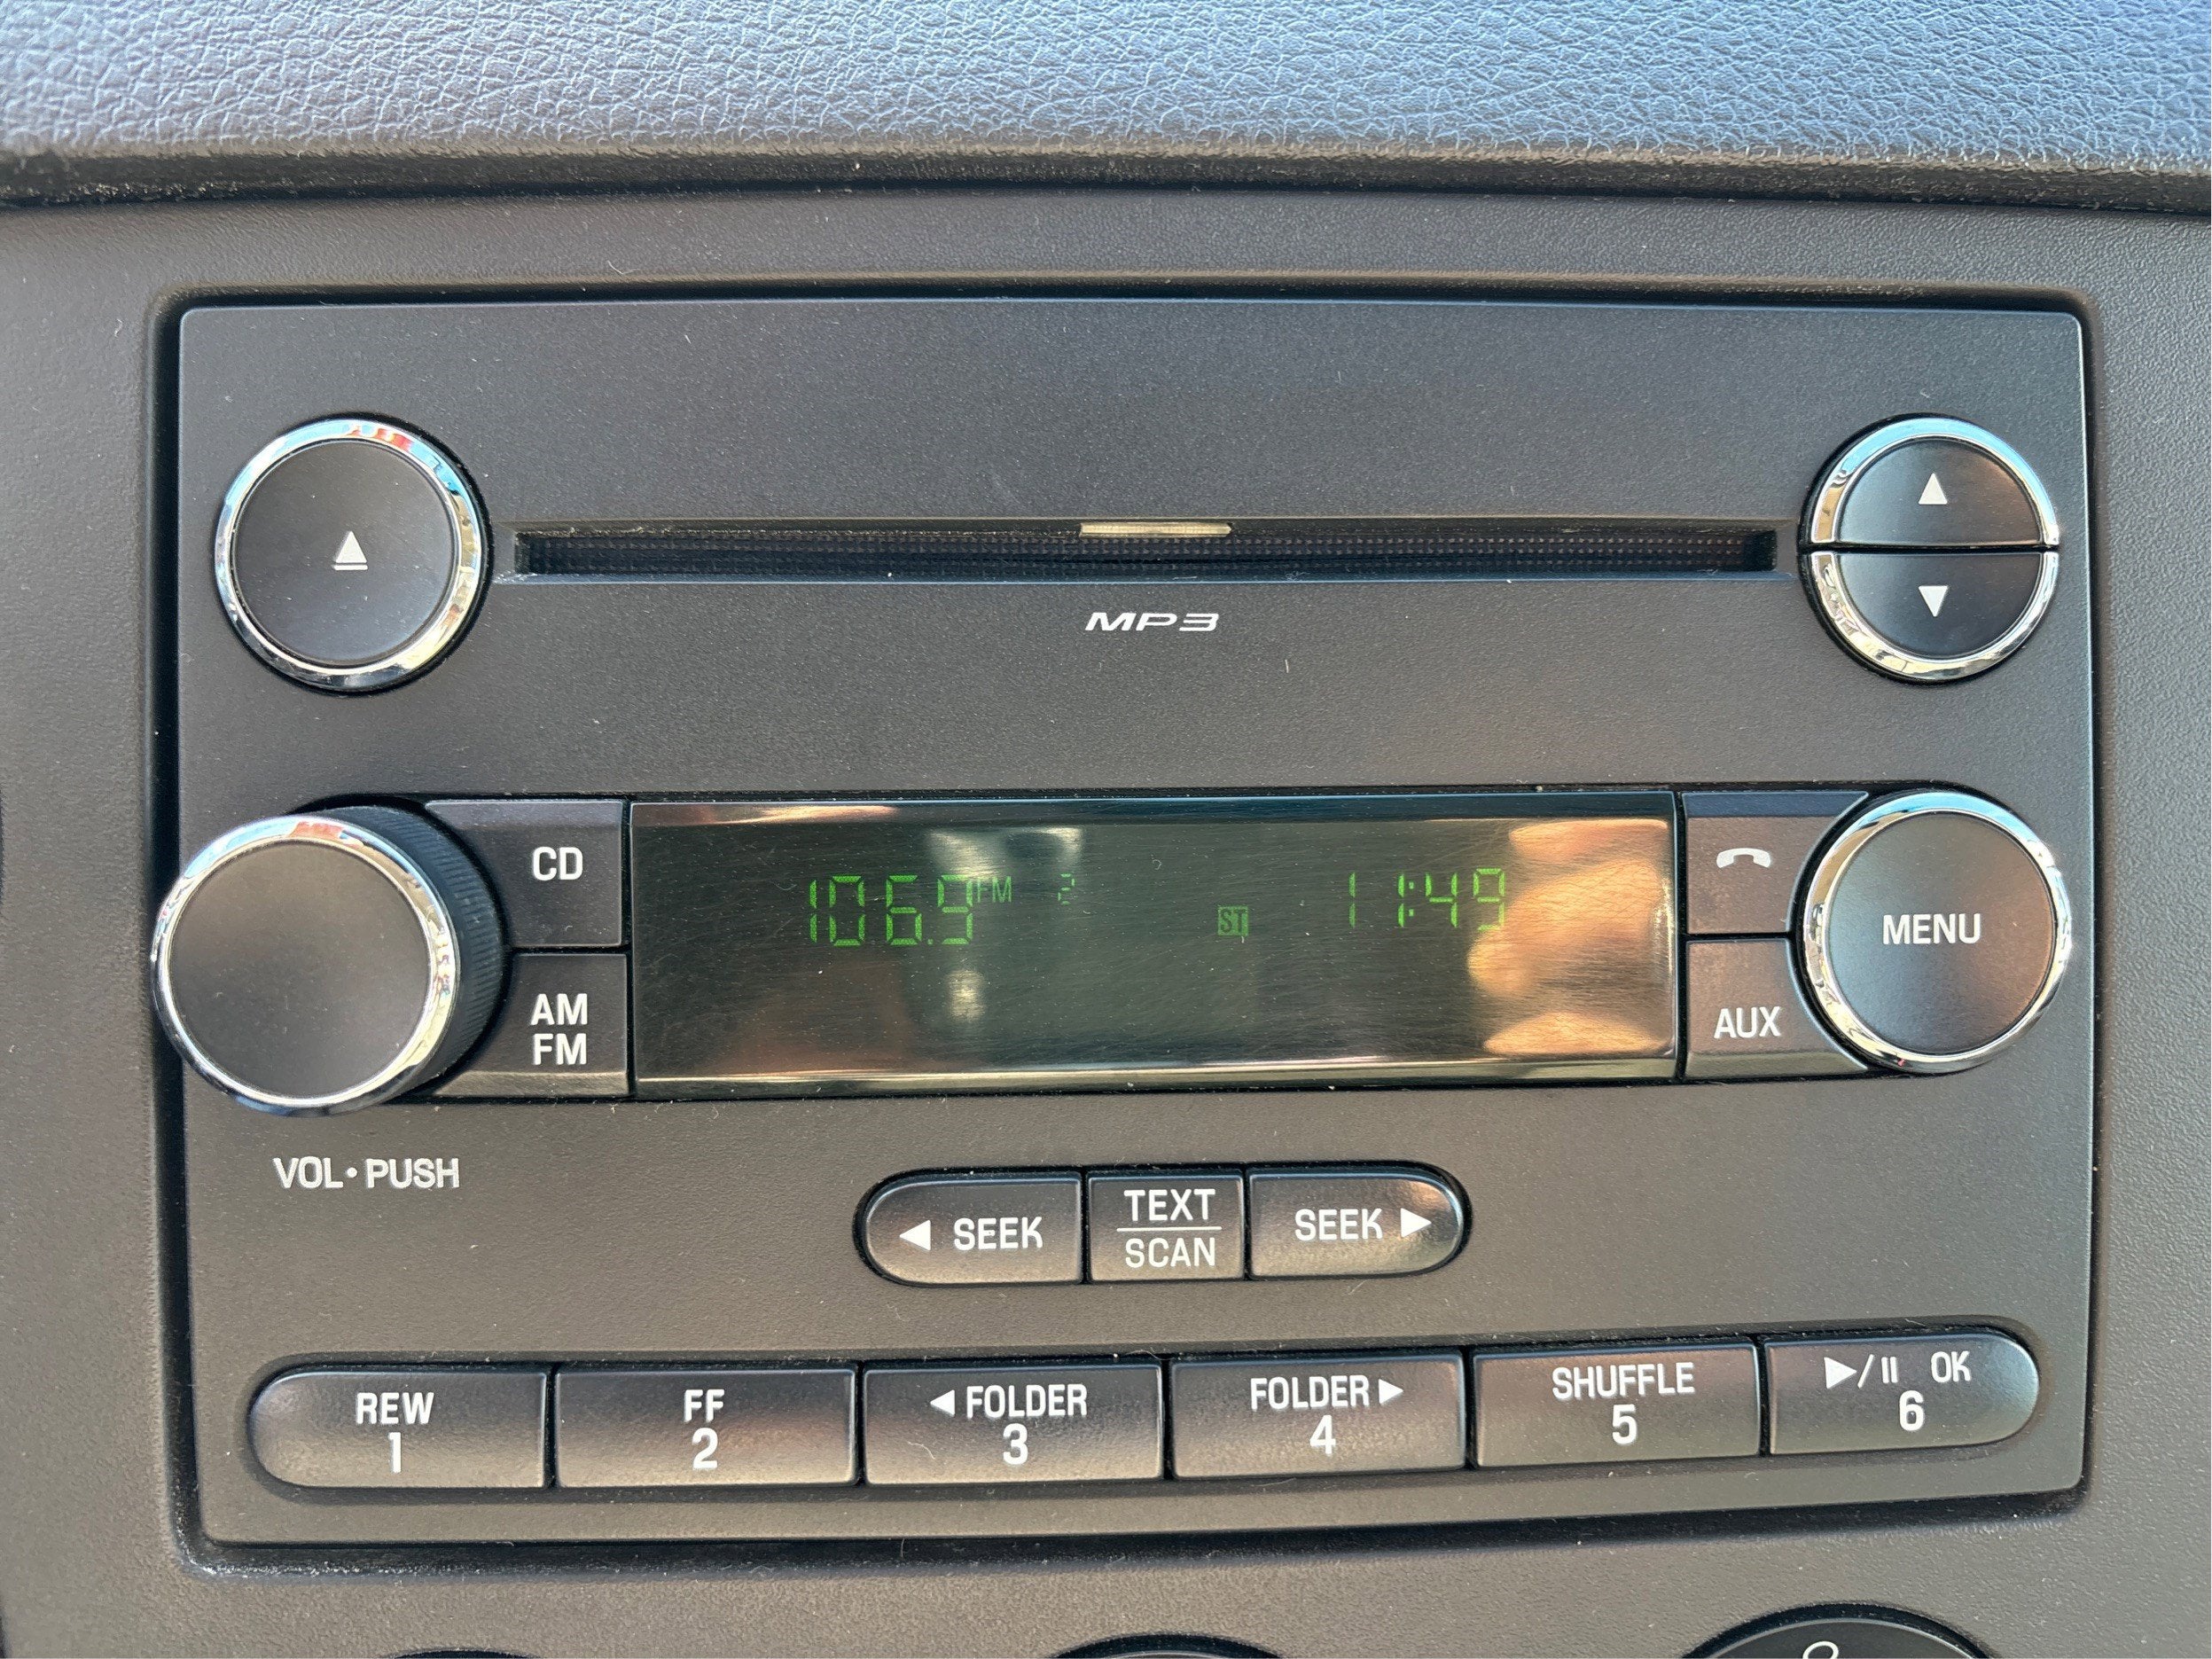 MP3
CD
AM
FM
106.9 FM 2 ST 11:49
MENU
AUX
VOL • PUSH
◀ SEEK
TEXT
SCAN
SEEK ▶
REW
1
FF
2
◀ FOLDER
3
FOLDER ▶
4
SHUFFLE
5
▶/II OK
6